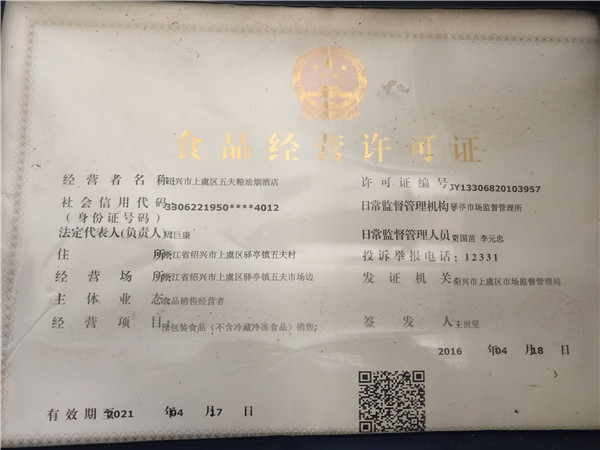 食品经营许可证
经营者名称 绍兴市上虞区五夫粮油烟酒店
许可证编号 JY13306820103957
社会信用代码 3306221950****4012
(身份证号码)
日常监督管理机构 驿亭市场监督管理所
法定代表人(负责人) 巨康
日常监督管理人员 国苗 李元忠
住所 浙江省绍兴市上虞区驿亭镇五夫村
投诉举报电话: 12331
经营场所 浙江省绍兴市上虞区驿亭镇五夫市场边
发证机关 绍兴市上虞区市场监督管理局
主体业态 食品销售经营者
经营项目 预包装食品(不含冷藏冷冻食品)销售;
签发人 王世坚
2016 年 04 月 18 日
有效期至 2021 年 04 月 17 日